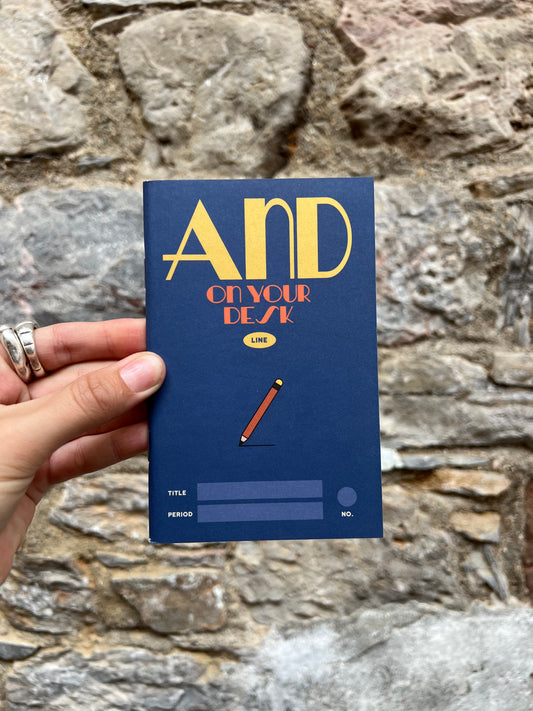 AnD
On YOUR
DESK
LINE
TITLE
PERIOD
NO.